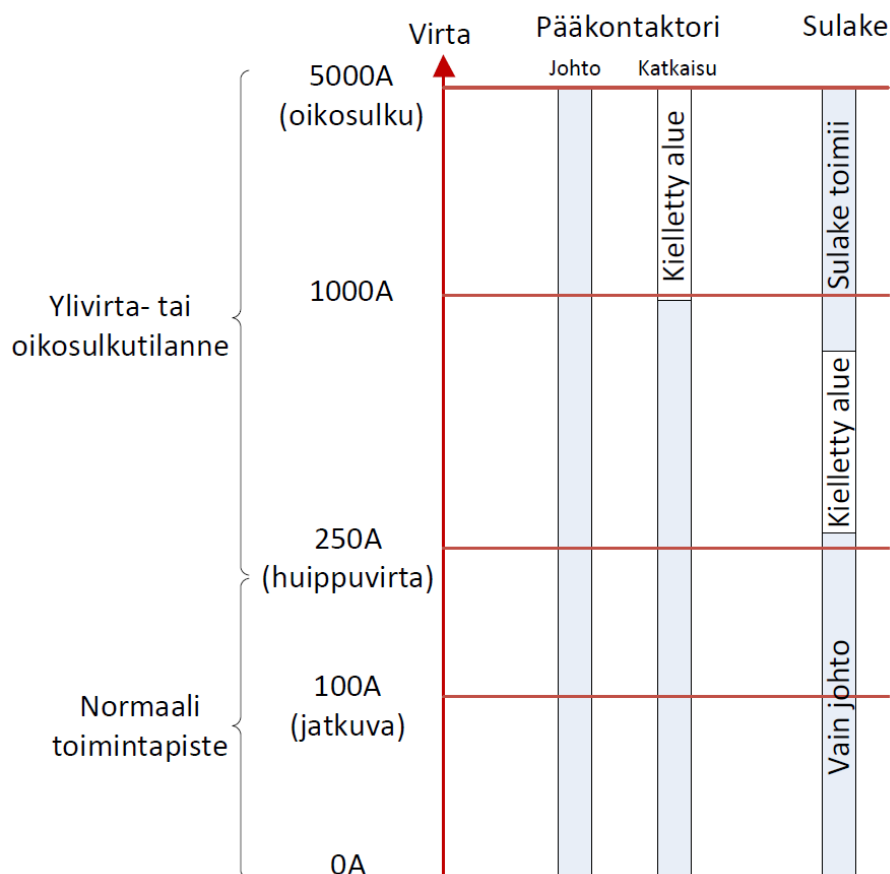 Virta
Pääkontaktori
Sulake
Johto
Katkaisu
5000A
(oikosulku)
Kielletty alue
Sulake toimii
1000A
Ylivirta- tai
oikosulkutilanne
Kielletty alue
250A
(huippuvirta)
100A
(jatkuva)
Normaali
toimintapiste
Vain johto
0A